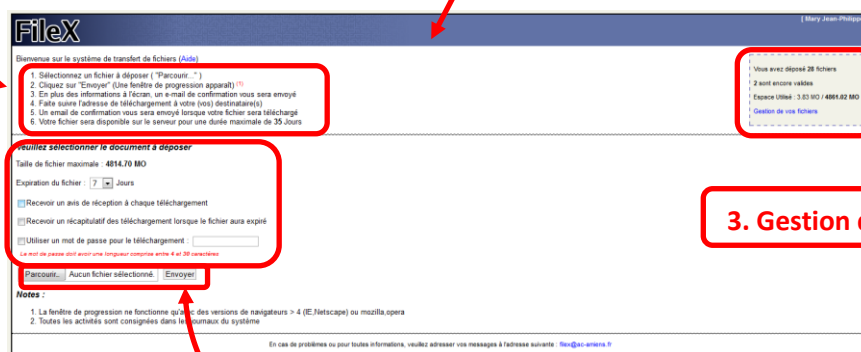 FileX
[ Mary Jean-Philippe
Bienvenue sur le système de transfert de fichiers (Aide)
1. Sélectionnez un fichier à déposer ( "Parcourir..." )
2. Cliquez sur "Envoyer" (Une fenêtre de progression apparaît) (1)
3. En plus des informations à l'écran, un e-mail de confirmation vous sera envoyé
4. Faite suire l'adresse de téléchargement à votre (vos) destinataire(s)
5. Un email de confirmation vous sera envoyé lorsque votre fichier sera téléchargé
6. Votre fichier sera disponible sur le serveur pour une durée maximale de 35 Jours
Vous avez déposé 28 fichiers
2 sont encore valides
Espace Utilisé : 3.83 MO / 4861.02 MO
Gestion de vos fichiers
Veuillez sélectionner le document à déposer
Taille de fichier maximale : 4814.70 MO
Expiration du fichier : 7 Jours
Recevoir un avis de réception à chaque téléchargement
Recevoir un récapitulatif des téléchargement lorsque le fichier aura expiré
Utiliser un mot de passe pour le téléchargement :
Le mot de passe doit avoir une longueur comprise entre 4 et 30 caractères
3. Gestion
Parcourir... Aucun fichier sélectionné. Envoyer
Notes :
1. La fenêtre de progression ne fonctionne qu'avec des versions de navigateurs > 4 (IE,Netscape) ou mozilla,opera
2. Toutes les activités sont consignées dans les journaux du système
En cas de problèmes ou pour toutes informations, veuillez adresser vos messages à l'adresse suivante : filex@ac-amiens.fr